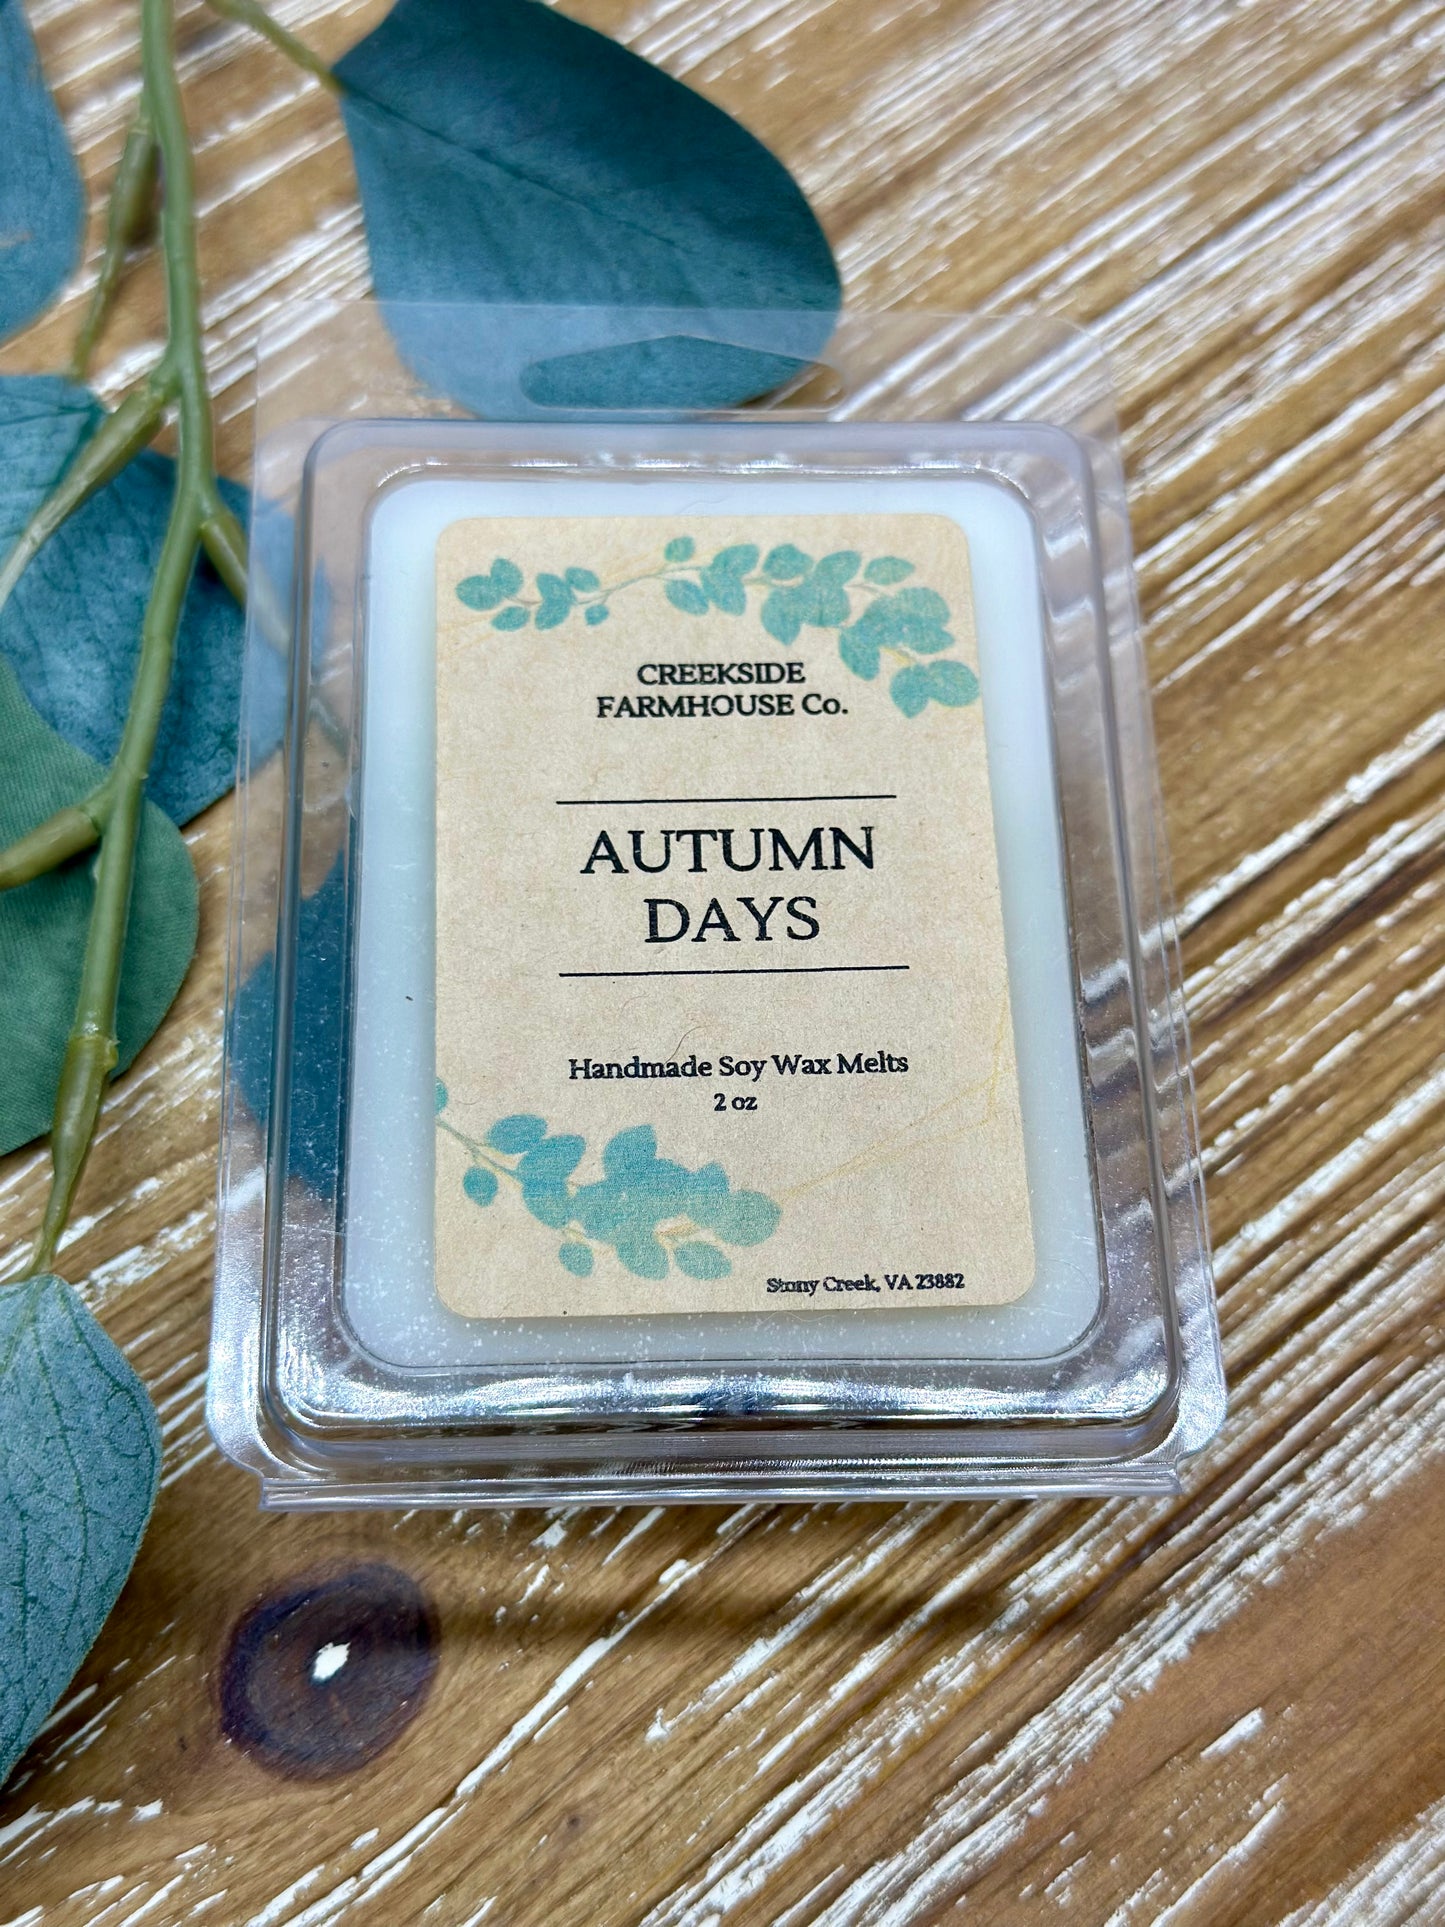 CREEKSIDE
FARMHOUSE Co.
AUTUMN
DAYS
Handmade Soy Wax Melts
2 oz
Stony Creek, VA 23882